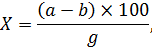 X = (a − b) × 100 / g,